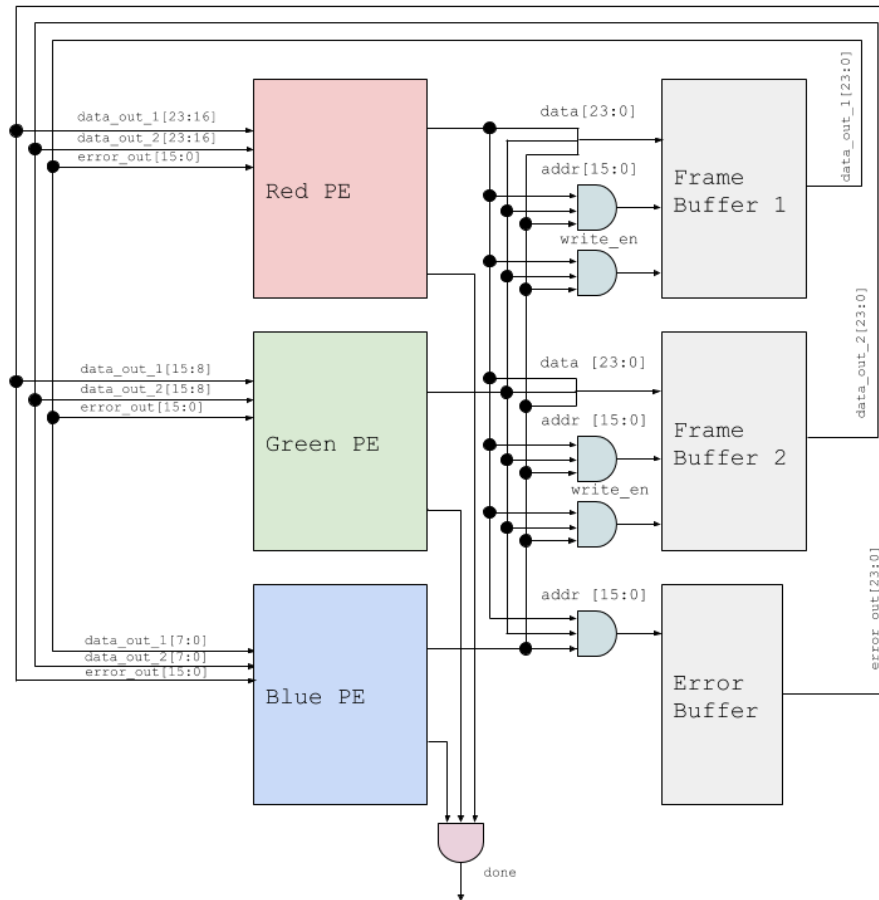 data_out_1[23:16]
data_out_2[23:16]
error_out[15:0]
Red PE
data[23:0]
addr[15:0]
write_en
Frame
Buffer 1
data_out_1[23:0]
data_out_1[15:8]
data_out_2[15:8]
error_out[15:0]
Green PE
data [23:0]
addr [15:0]
write_en
Frame
Buffer 2
data_out_2[23:0]
data_out_1[7:0]
data_out_2[7:0]
error_out[15:0]
Blue PE
addr [15:0]
Error
Buffer
error_out[23:0]
done